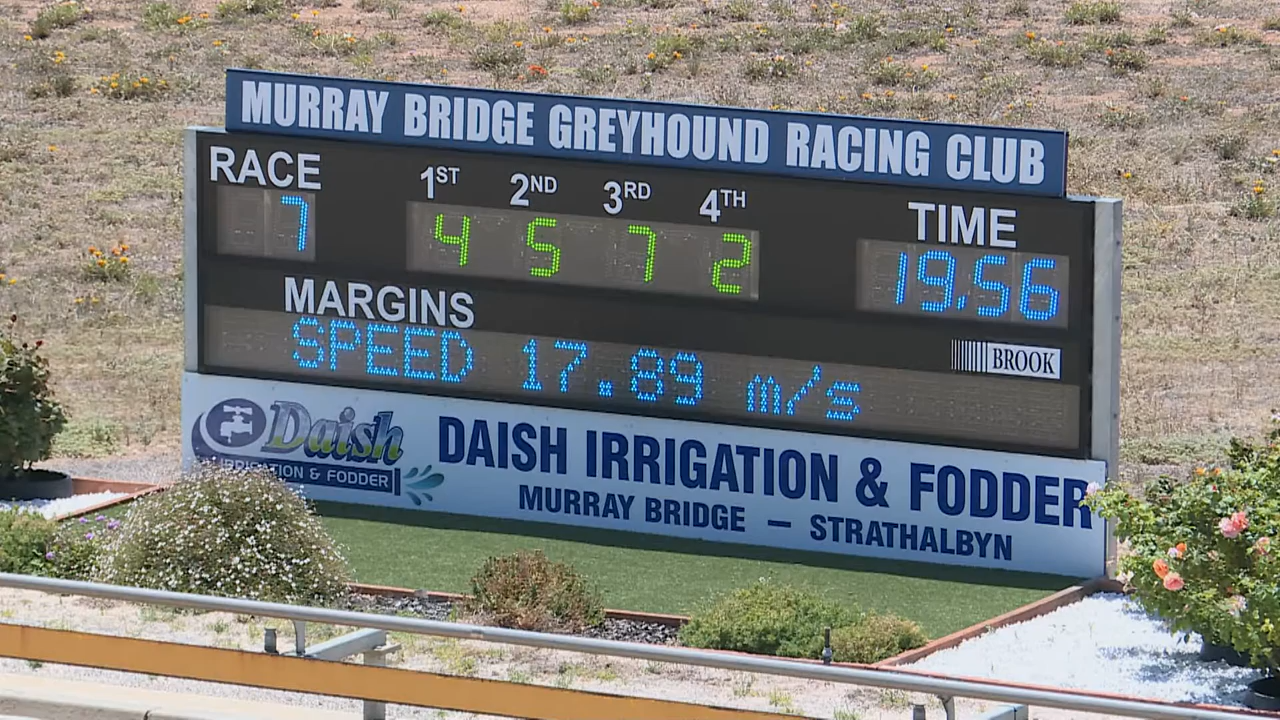 MURRAY BRIDGE GREYHOUND RACING CLUB
RACE 1ST 2ND 3RD 4TH TIME
7 4 5 7 2 19.56
MARGINS
SPEED 17.89 m/s
BROOK
Daish
IRRIGATION & FODDER
DAISH IRRIGATION & FODDER
MURRAY BRIDGE – STRATHALBYN